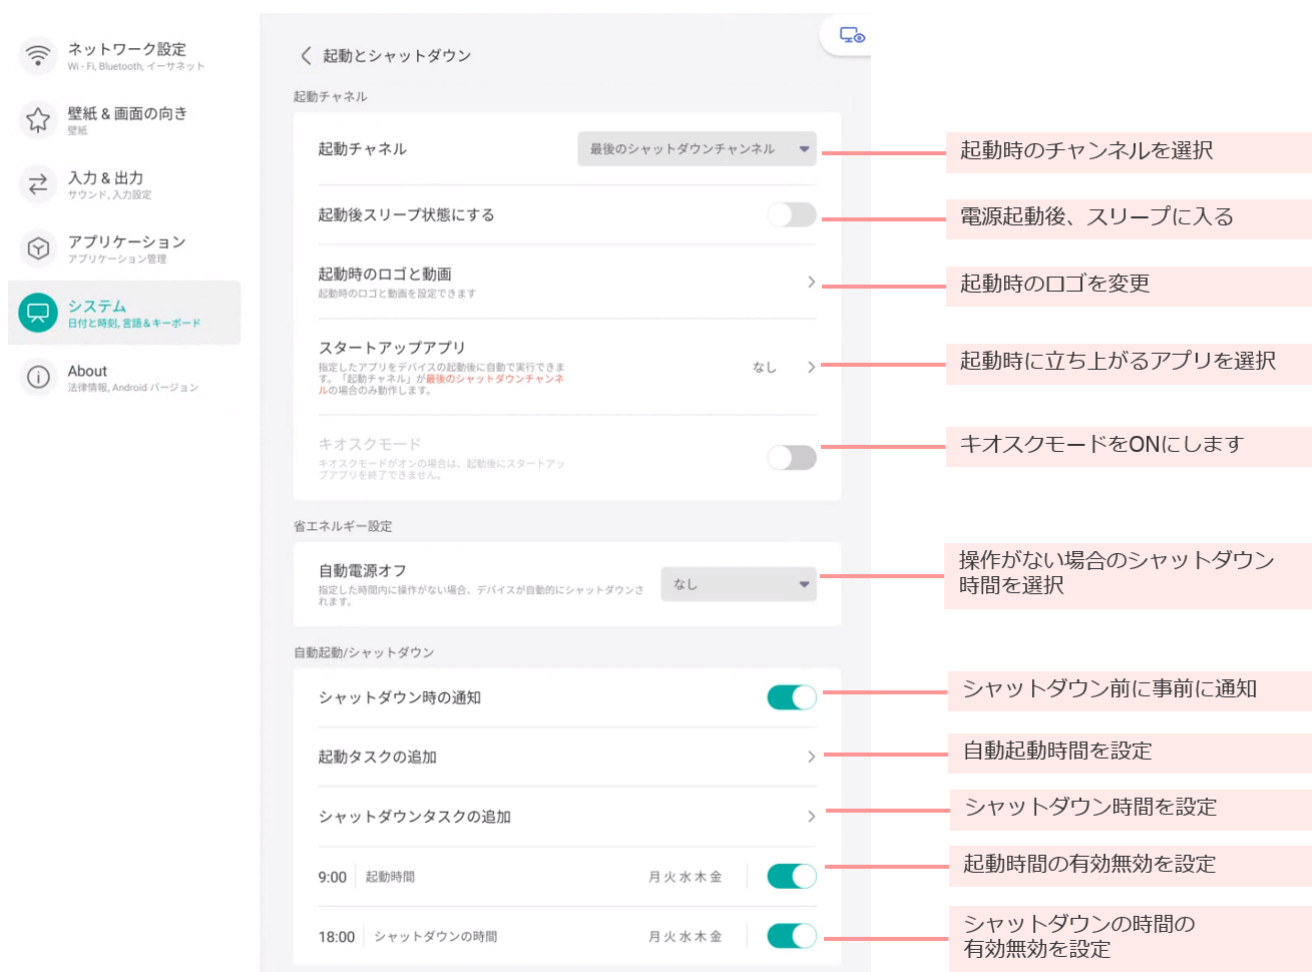 ネットワーク設定
Wi - Fi, Bluetooth, イーサネット
壁紙 & 画面の向き
壁紙
入力 & 出力
サウンド, 入力設定
アプリケーション
アプリケーション管理
システム
日付と時刻, 言語＆キーボード
About
法律情報, Android バージョン
起動とシャットダウン
起動チャネル
起動チャネル
最後のシャットダウンチャンネル
起動時のチャンネルを選択
起動後スリープ状態にする
電源起動後、スリープに入る
起動時のロゴと動画
起動時のロゴと動画を設定できます
起動時のロゴを変更
スタートアップアプリ
指定したアプリをデバイスの起動後に自動で実行できま
す。「起動チャネル」が最後のシャットダウンチャンネ
ルの場合のみ動作します。
なし
起動時に立ち上がるアプリを選択
キオスクモード
キオスクモードがオンの場合は、起動後にスタートアッ
プアプリを終了できません。
キオスクモードをONにします
省エネルギー設定
自動電源オフ
指定した時間内に操作がない場合、デバイスが自動的にシャットダウンさ
れます。
なし
操作がない場合のシャットダウン
時間を選択
自動起動/シャットダウン
シャットダウン時の通知
シャットダウン前に事前に通知
起動タスクの追加
自動起動時間を設定
シャットダウンタスクの追加
シャットダウン時間を設定
9:00 起動時間 月火水木金
起動時間の有効無効を設定
18:00 シャットダウンの時間 月火水木金
シャットダウンの時間の
有効無効を設定